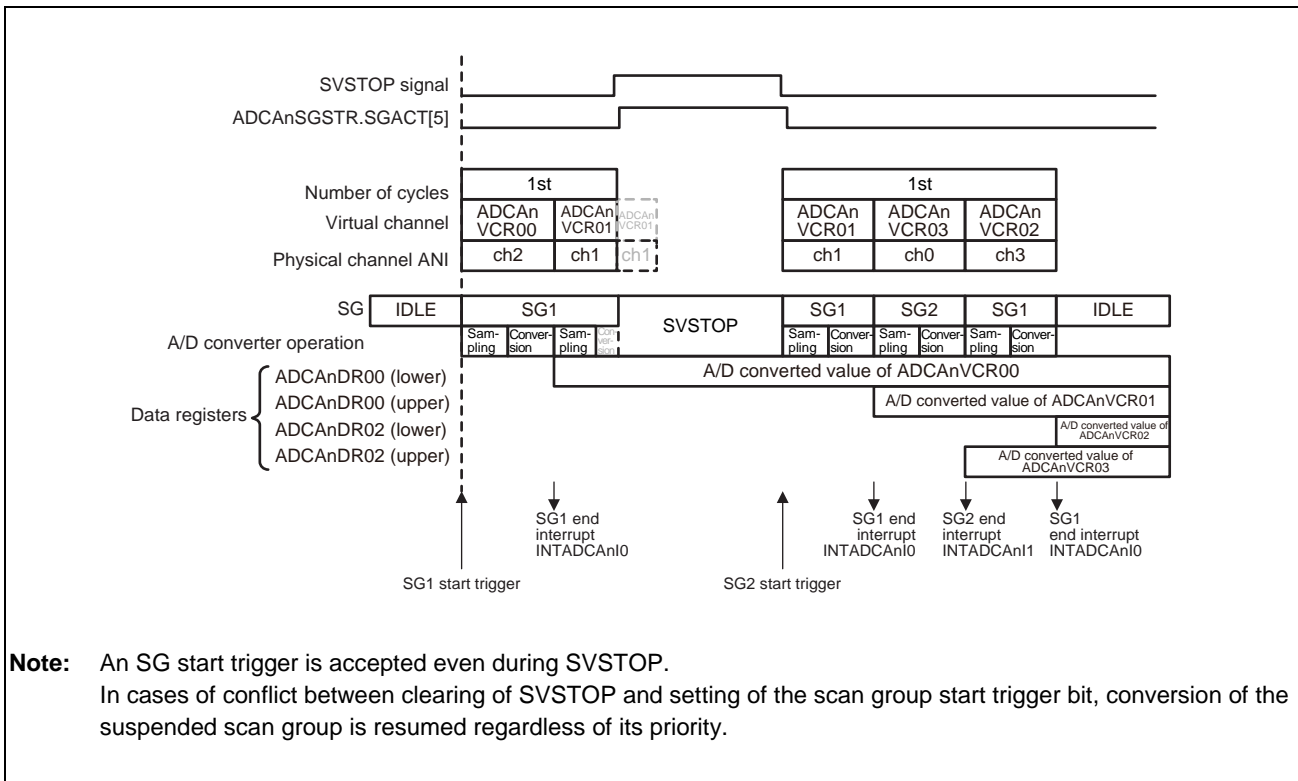 SVSTOP signal
ADCAnSGSTR.SGACT[5]
Number of cycles 1st 1st
Virtual channel ADCAn VCR00 ADCAn VCR01 ADCAn VCR01 ADCAn VCR01 ADCAn VCR03 ADCAn VCR02
Physical channel ANI ch2 ch1 ch1 ch1 ch0 ch3
SG IDLE SG1 SVSTOP SG1 SG2 SG1 IDLE
A/D converter operation Sam- pling Conver- sion Sam- pling Con- ver- sion Sam- pling Conver- sion Sam- pling Conver- sion Sam- pling Conver- sion
Data registers
ADCAnDR00 (lower) A/D converted value of ADCAnVCR00
ADCAnDR00 (upper) A/D converted value of ADCAnVCR01
ADCAnDR02 (lower) A/D converted value of ADCAnVCR02
ADCAnDR02 (upper) A/D converted value of ADCAnVCR03
SG1 end interrupt INTADCAnI0
SG1 end interrupt INTADCAnI0
SG2 end interrupt INTADCAnI1
SG1 end interrupt INTADCAnI0
SG1 start trigger
SG2 start trigger
Note: An SG start trigger is accepted even during SVSTOP.
In cases of conflict between clearing of SVSTOP and setting of the scan group start trigger bit, conversion of the
suspended scan group is resumed regardless of its priority.